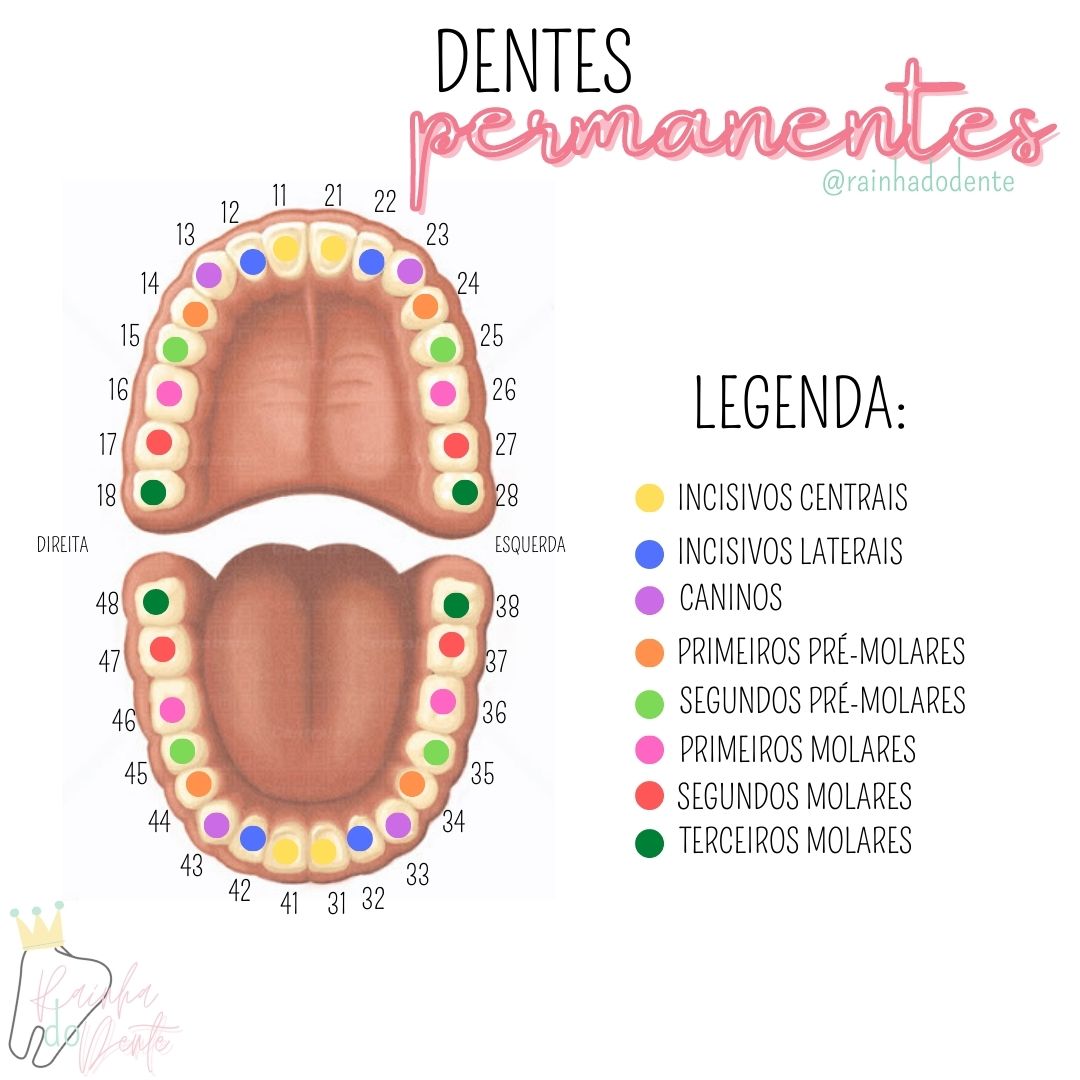 DENTES
permanentes
@rainhadodente
11 21
12 22
13 23
14 24
15 25
16 26
17 27
18 28
DIREITA ESQUERDA
48 38
47 37
46 36
45 35
44 34
43 33
42 32
41 31
LEGENDA:
INCISIVOS CENTRAIS
INCISIVOS LATERAIS
CANINOS
PRIMEIROS PRÉ-MOLARES
SEGUNDOS PRÉ-MOLARES
PRIMEIROS MOLARES
SEGUNDOS MOLARES
TERCEIROS MOLARES
Rainha
do Dente